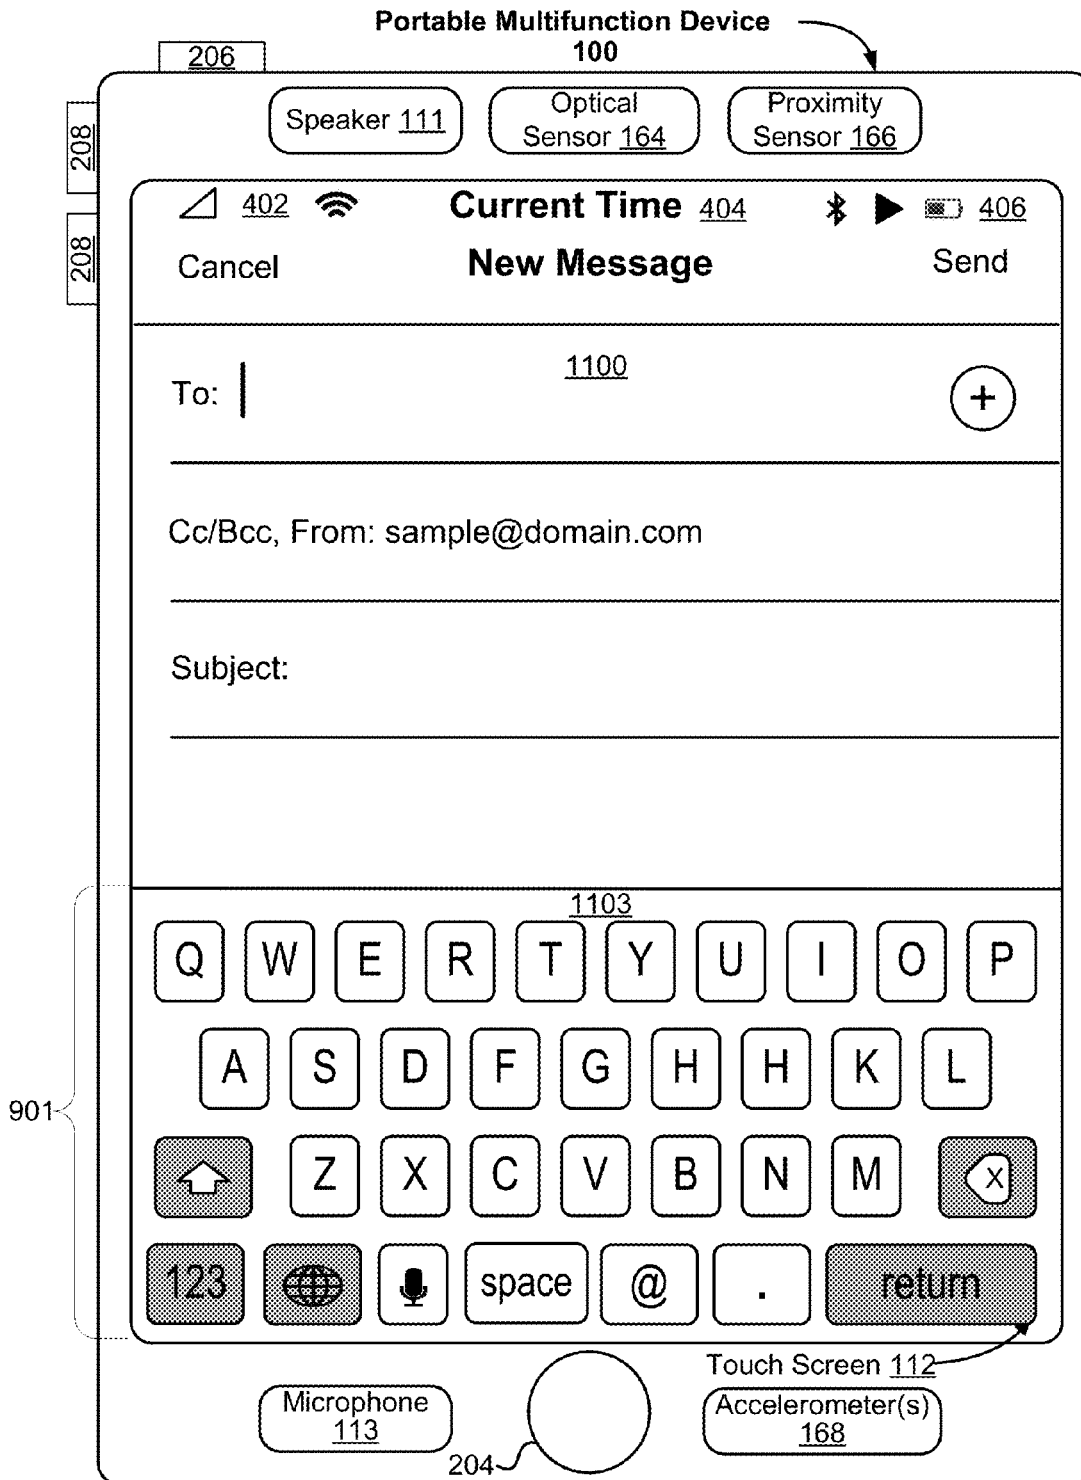 Portable Multifunction Device
100
206
208
208
Speaker 111
Optical
Sensor 164
Proximity
Sensor 166
402 Current Time 404 406
Cancel New Message Send
1100
To: +
Cc/Bcc, From: sample@domain.com
Subject:
901
1103
Q W E R T Y U I O P
A S D F G H H K L
Z X C V B N M X
123 space @ . return
Touch Screen 112
Microphone
113
204
Accelerometer(s)
168